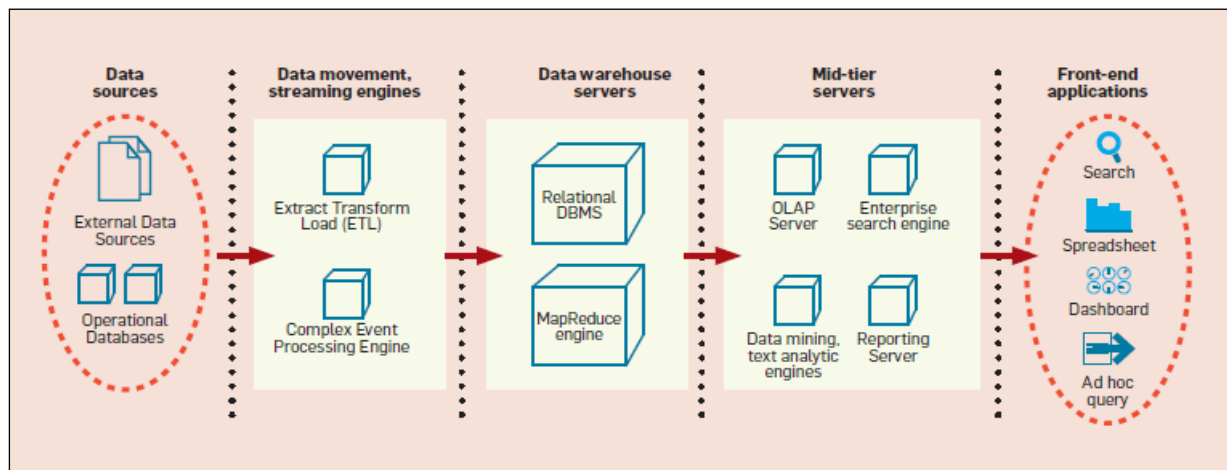 Data
sources
Data movement,
streaming engines
Data warehouse
servers
Mid-tier
servers
Front-end
applications
External Data
Sources
Operational
Databases
Extract Transform
Load (ETL)
Complex Event
Processing Engine
Relational
DBMS
MapReduce
engine
OLAP
Server
Enterprise
search engine
Data mining,
text analytic
engines
Reporting
Server
Search
Spreadsheet
Dashboard
Ad hoc
query